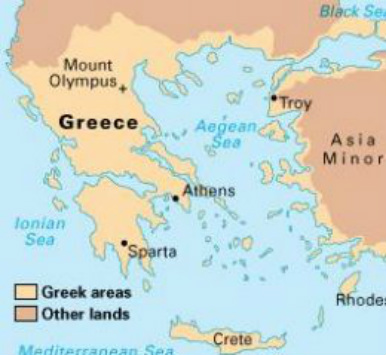 Black Sea
Mount
Olympus
Troy
Greece
Aegean
Sea
Asia
Minor
Athens
Ionian
Sea
Sparta
Greek areas
Other lands
Rhodes
Crete
Mediterranean Sea